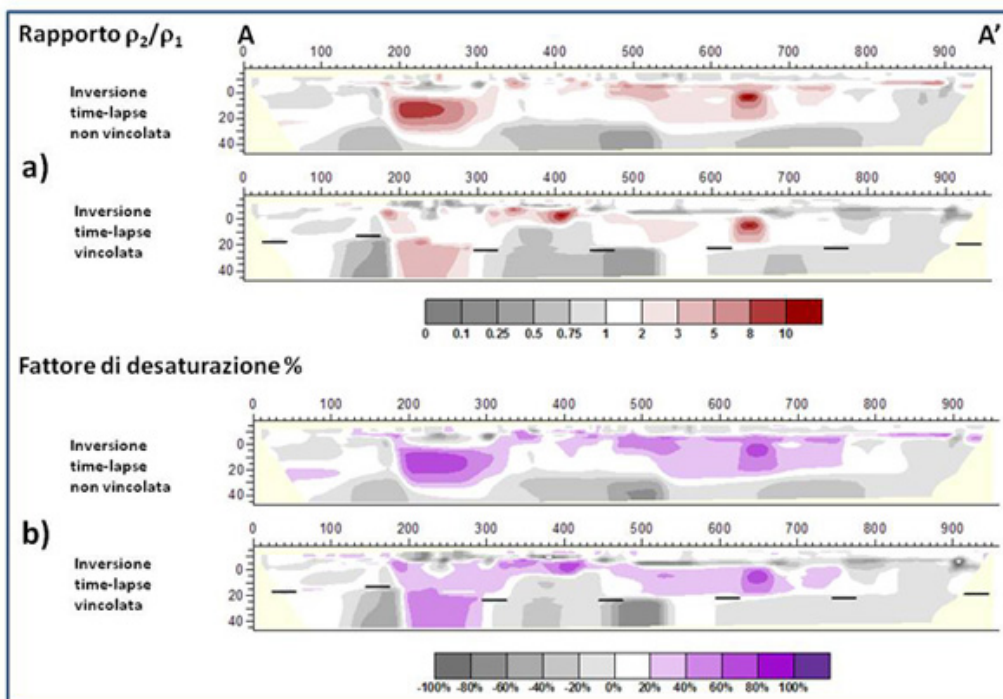 Rapporto ρ2/ρ1
A
A'
0 100 200 300 400 500 600 700 800 900
Inversione
time-lapse
non vincolata
0
20
40
a)
0 100 200 300 400 500 600 700 800 900
Inversione
time-lapse
vincolata
0
20
40
0 0.1 0.25 0.5 0.75 1 2 3 5 8 10
Fattore di desaturazione %
0 100 200 300 400 500 600 700 800 900
Inversione
time-lapse
non vincolata
0
20
40
b)
0 100 200 300 400 500 600 700 800 900
Inversione
time-lapse
vincolata
0
20
40
-100% -80% -60% -40% -20% 0% 20% 40% 60% 80% 100%